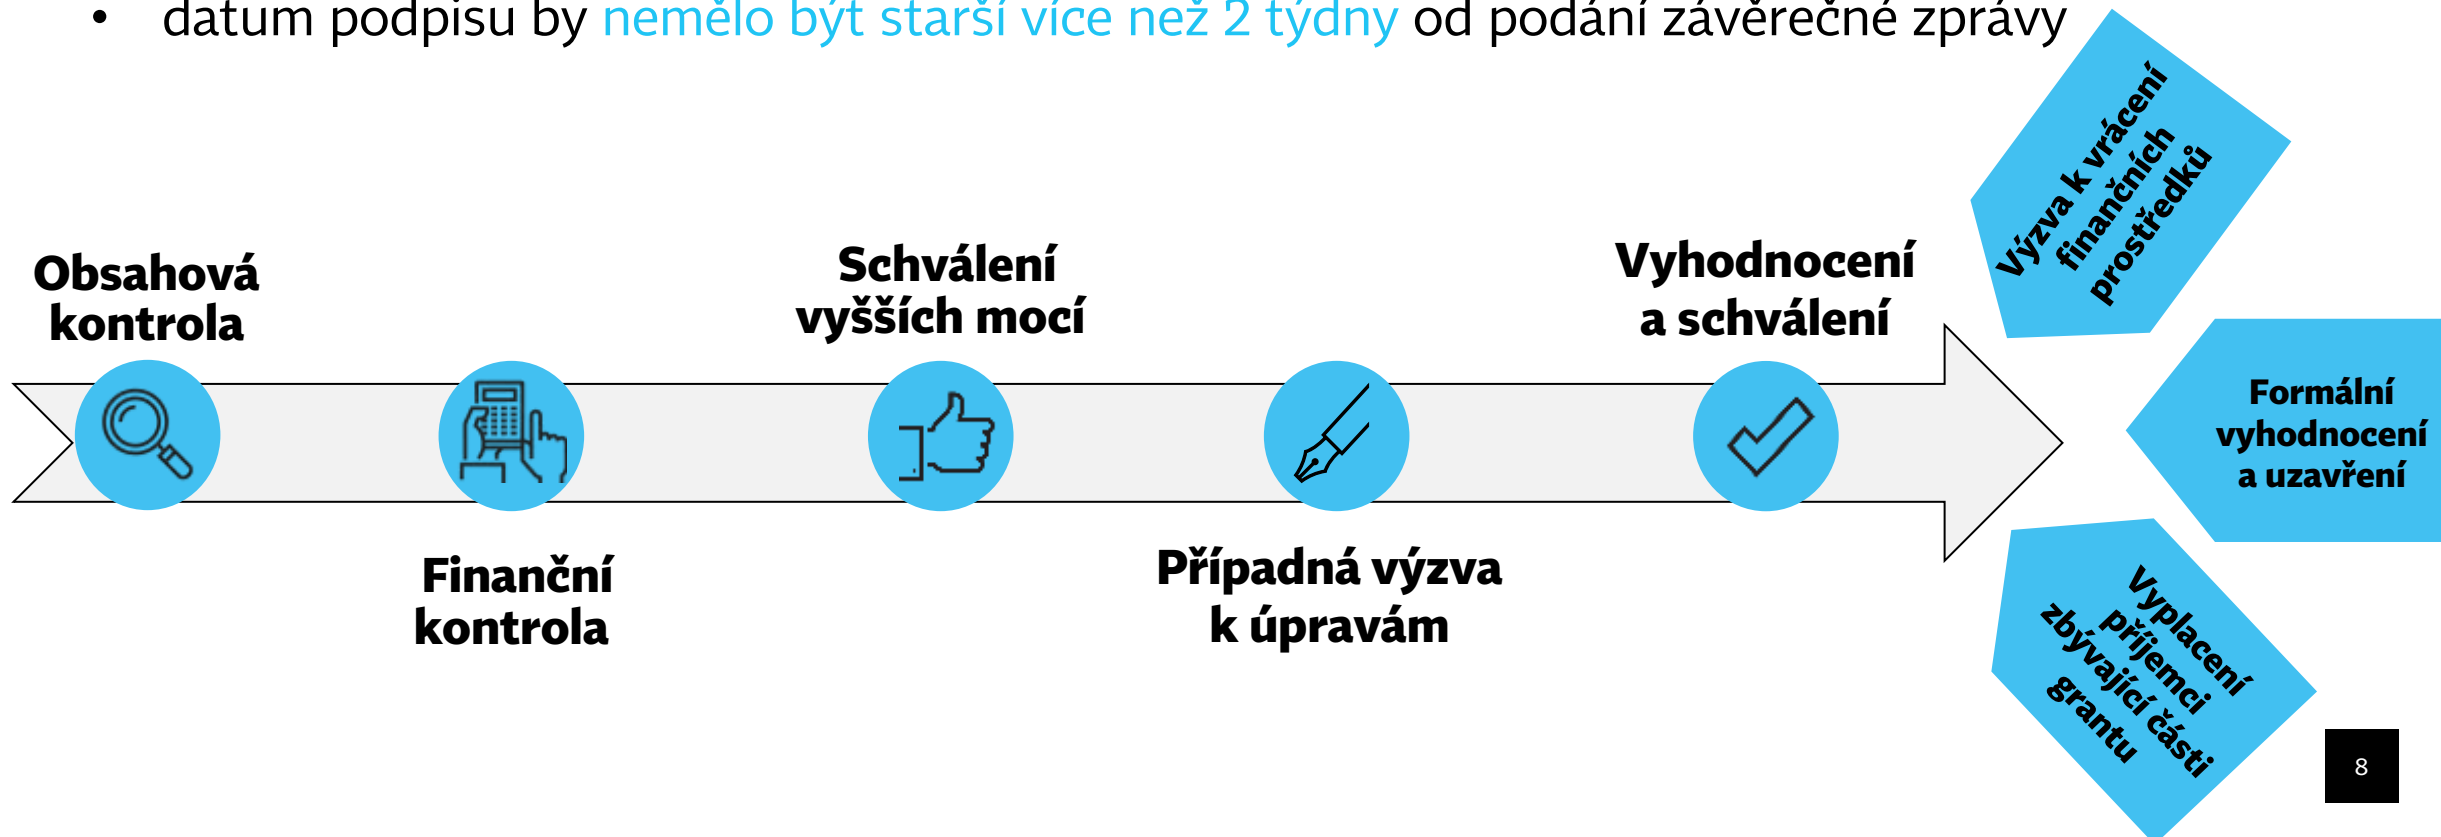 • datum podpisu by nemělo být starší více než 2 týdny od podání závěrečné zprávy
Obsahová
kontrola
Finanční
kontrola
Schválení
vyšších mocí
Případná výzva
k úpravám
Vyhodnocení
a schválení
Výzva k vrácení
finančních
prostředků
Formální
vyhodnocení
a uzavření
Vyplacení
příjemci
zbývající části
grantu
8